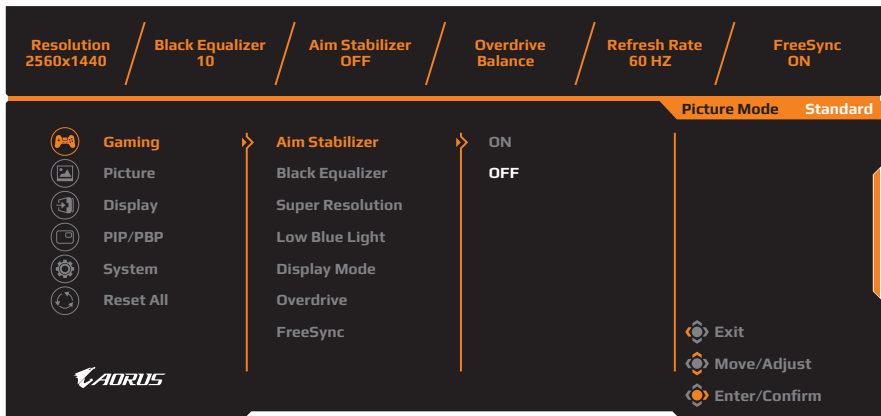 Resolution
2560x1440
Black Equalizer
10
Aim Stabilizer
OFF
Overdrive
Balance
Refresh Rate
60 HZ
FreeSync
ON
Picture Mode Standard
Gaming
Picture
Display
PIP/PBP
System
Reset All
Aim Stabilizer
Black Equalizer
Super Resolution
Low Blue Light
Display Mode
Overdrive
FreeSync
ON
OFF
Exit
Move/Adjust
Enter/Confirm
AORUS